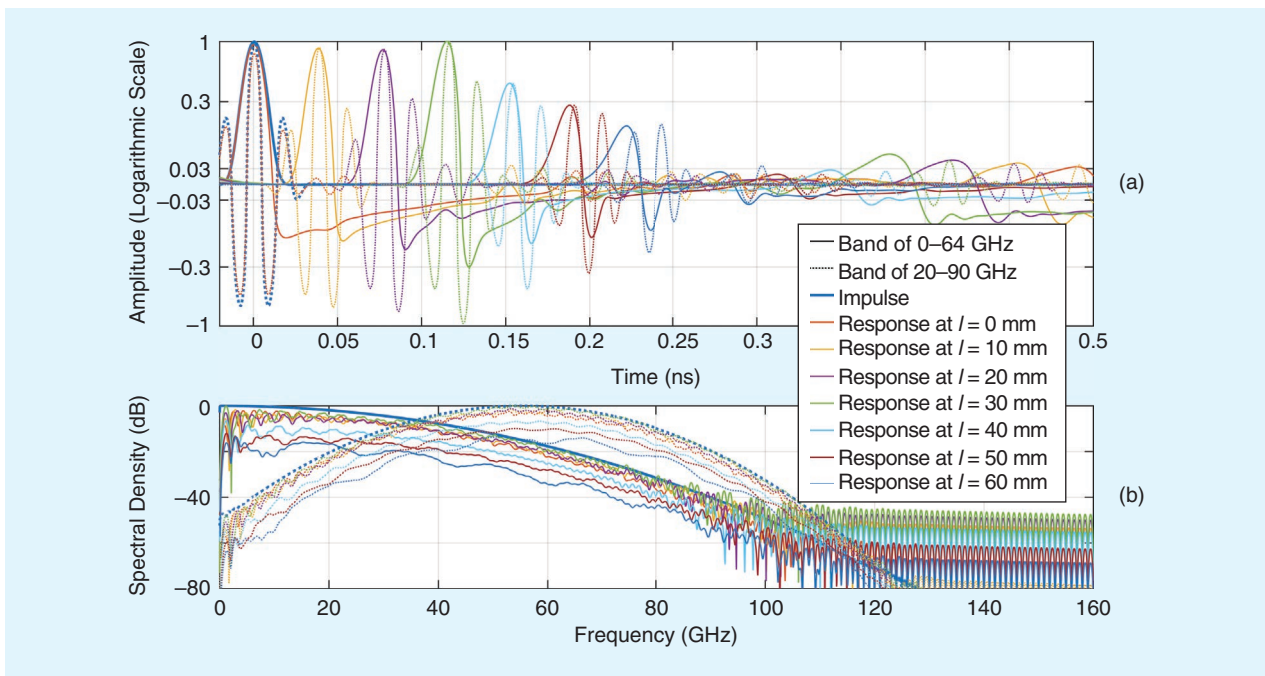 Amplitude (Logarithmic Scale)
1
0.3
0.03
−0.03
−0.3
−1
0
0.05
0.1
0.15
0.2
0.25
0.3
0.5
Time (ns)
(a)
Band of 0–64 GHz
Band of 20–90 GHz
Impulse
Response at l = 0 mm
Response at l = 10 mm
Response at l = 20 mm
Response at l = 30 mm
Response at l = 40 mm
Response at l = 50 mm
Response at l = 60 mm
Spectral Density (dB)
0
−40
−80
0
20
40
60
80
100
120
140
160
Frequency (GHz)
(b)